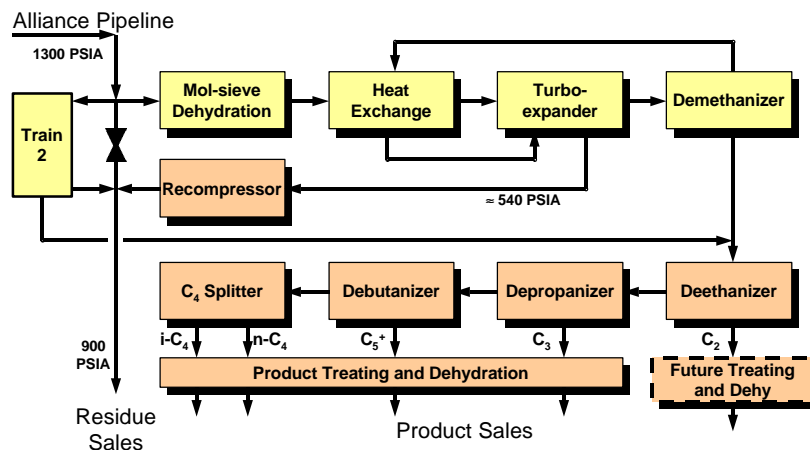 Alliance Pipeline
1300 PSIA
Mol-sieve
Dehydration
Heat
Exchange
Turbo-
expander
Demethanizer
Train
2
Recompressor
≈ 540 PSIA
C₄ Splitter
Debutanizer
Depropanizer
Deethanizer
i-C₄
n-C₄
C₅⁺
C₃
C₂
900
PSIA
Product Treating and Dehydration
Future Treating
and Dehy
Residue
Sales
Product Sales